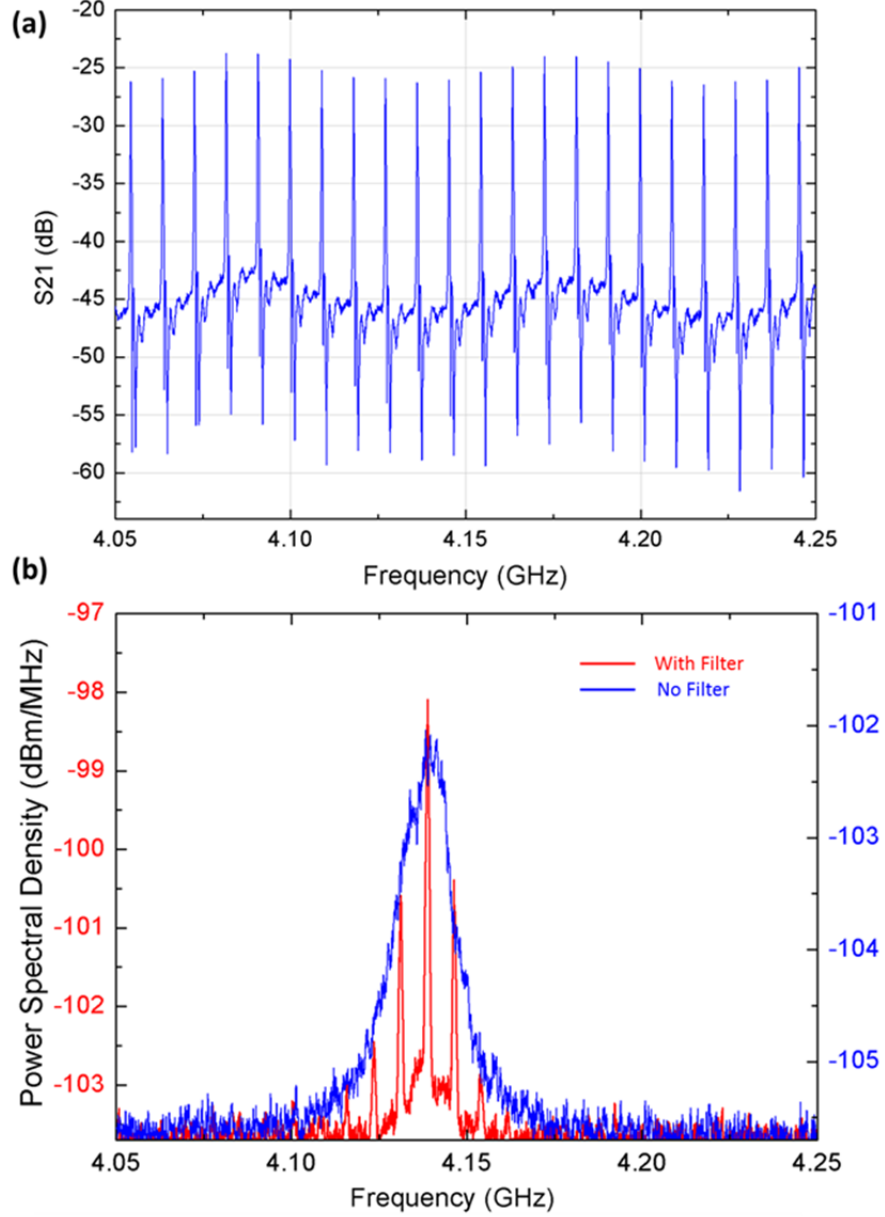 (a)
-20
-25
-30
-35
-40
-45
-50
-55
-60
S21 (dB)
4.05 4.10 4.15 4.20 4.25
Frequency (GHz)
(b)
-97
-98
-99
-100
-101
-102
-103
Power Spectral Density (dBm/MHz)
With Filter
No Filter
-101
-102
-103
-104
-105
4.05 4.10 4.15 4.20 4.25
Frequency (GHz)